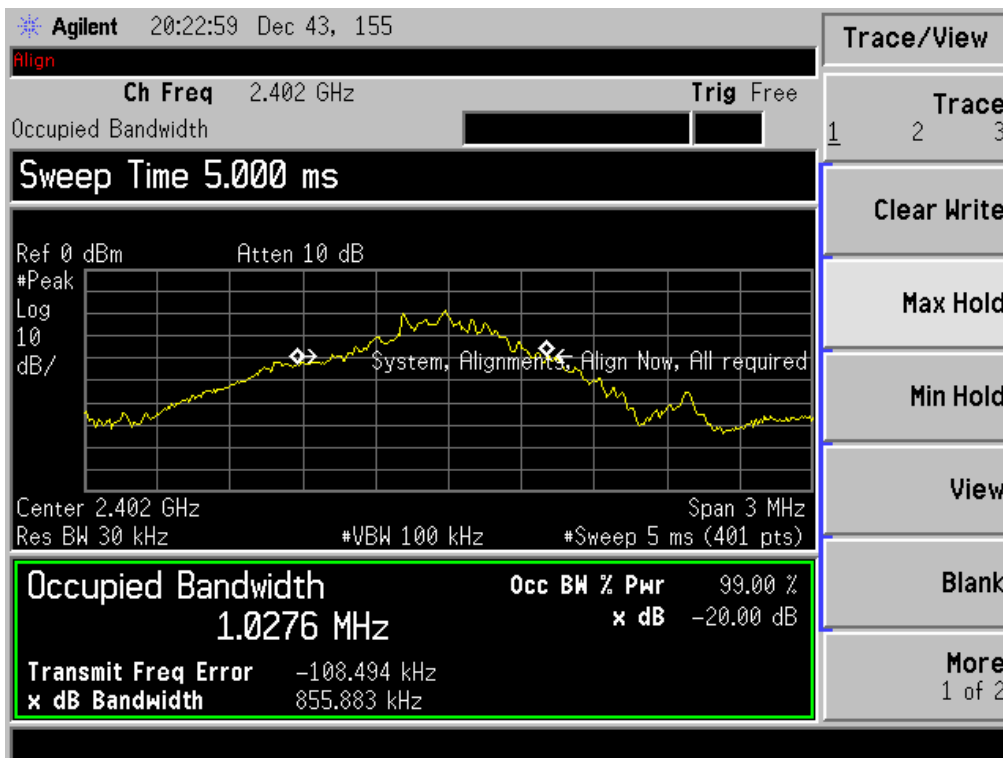 Agilent 20:22:59 Dec 43, 155
Align
Ch Freq 2.402 GHz Trig Free
Occupied Bandwidth
Sweep Time 5.000 ms
Ref 0 dBm Atten 10 dB
#Peak
Log
10
dB/
System, Alignments, Align Now, All required
Center 2.402 GHz Span 3 MHz
Res BW 30 kHz #VBW 100 kHz #Sweep 5 ms (401 pts)
Occupied Bandwidth
1.0276 MHz
Occ BW % Pwr 99.00 %
x dB -20.00 dB
Transmit Freq Error -108.494 kHz
x dB Bandwidth 855.883 kHz
Trace/View
Trace
1 2 3
Clear Write
Max Hold
Min Hold
View
Blank
More
1 of 2